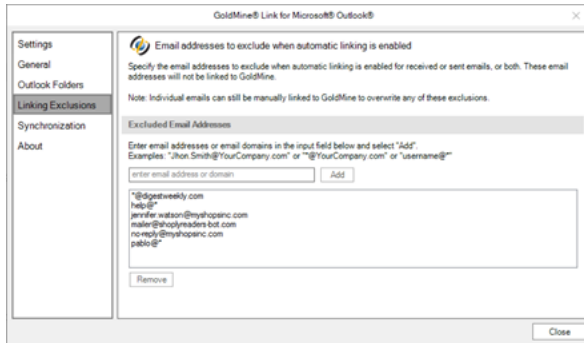 GoldMine® Link for Microsoft® Outlook®
Settings
General
Outlook Folders
Linking Exclusions
Synchronization
About
Email addresses to exclude when automatic linking is enabled
Specify the email addresses to exclude when automatic linking is enabled for received or sent emails, or both. These email
addresses will not be linked to GoldMine.
Note: Individual emails can still be manually linked to GoldMine to overwrite any of these exclusions.
Excluded Email Addresses
Enter email addresses or email domains in the input field below and select "Add".
Examples: "Jhon.Smith@YourCompany.com" or "*@YourCompany.com" or "username@*"
enter email address or domain
Add
*@digestweekly.com
help@*
jennifer.watson@myshopsinc.com
mailer@shoplyreaders-bot.com
no-reply@myshopsinc.com
pablo@*
Remove
Close